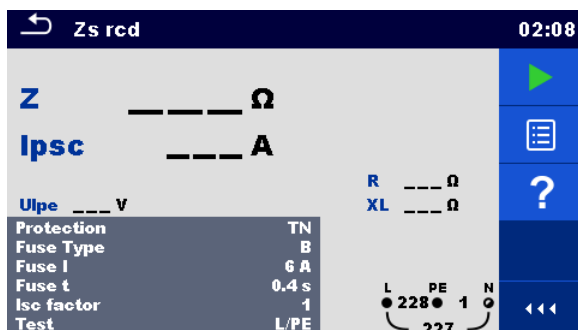 Zs rcd 02:08
Z ___ Ω
Ipsc ___ A
R ___ Ω
Ulpe ___ V XL ___ Ω
Protection TN
Fuse Type B
Fuse I 6 A
Fuse t 0.4 s
Isc factor 1
Test L/PE
L PE N
228 1
227
?